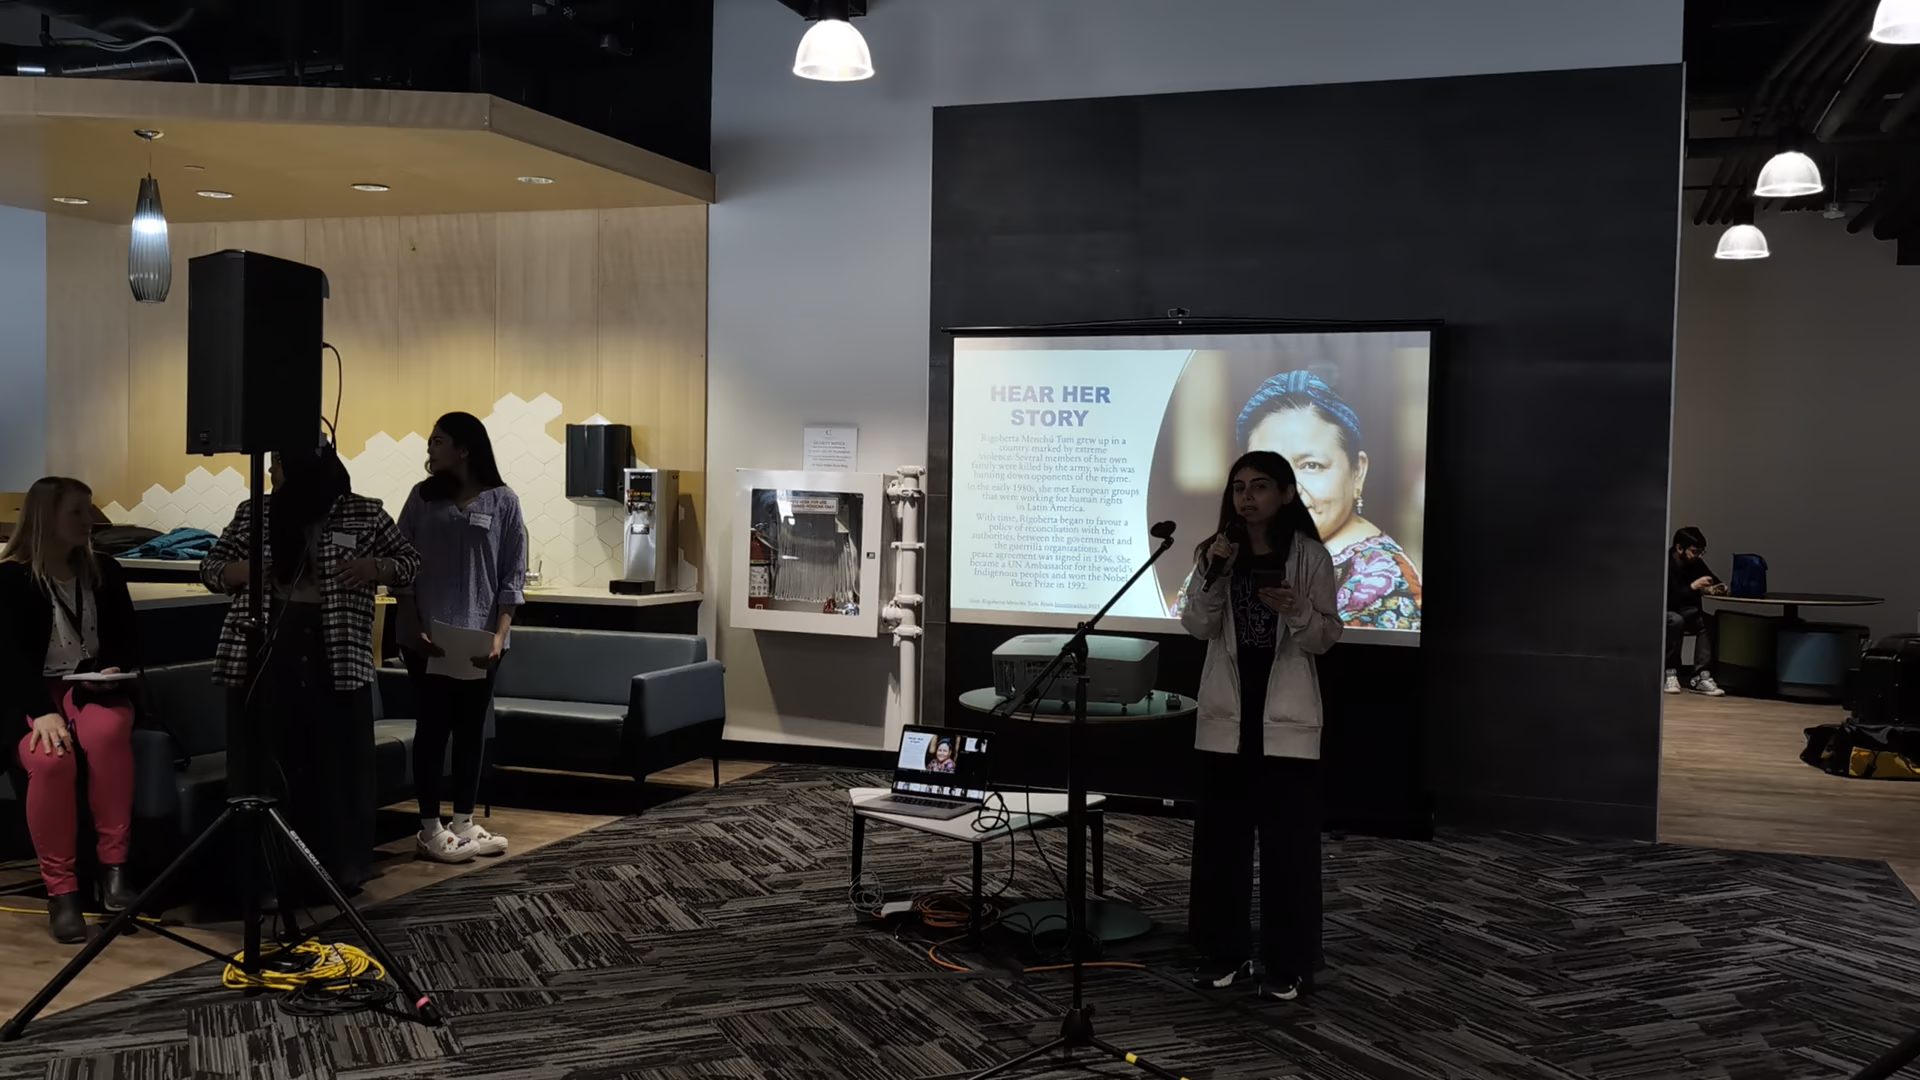 HEAR HER
STORY
Rigoberta Menchú Tum grew up in a
country marked by extreme
violence. Several members of her own
family were killed by the army, which was
hunting down opponents of the regime.
In the early 1980s, she met European groups
that were working for human rights
in Latin America.
With time, Rigoberta began to favour a
policy of reconciliation with the
authorities, between the government and
the guerrilla organizations. A
peace agreement was signed in 1996. She
became a UN Ambassador for the world's
Indigenous peoples and won the Nobel
Peace Prize in 1992.
Rigoberta Menchú Tum
BUNN